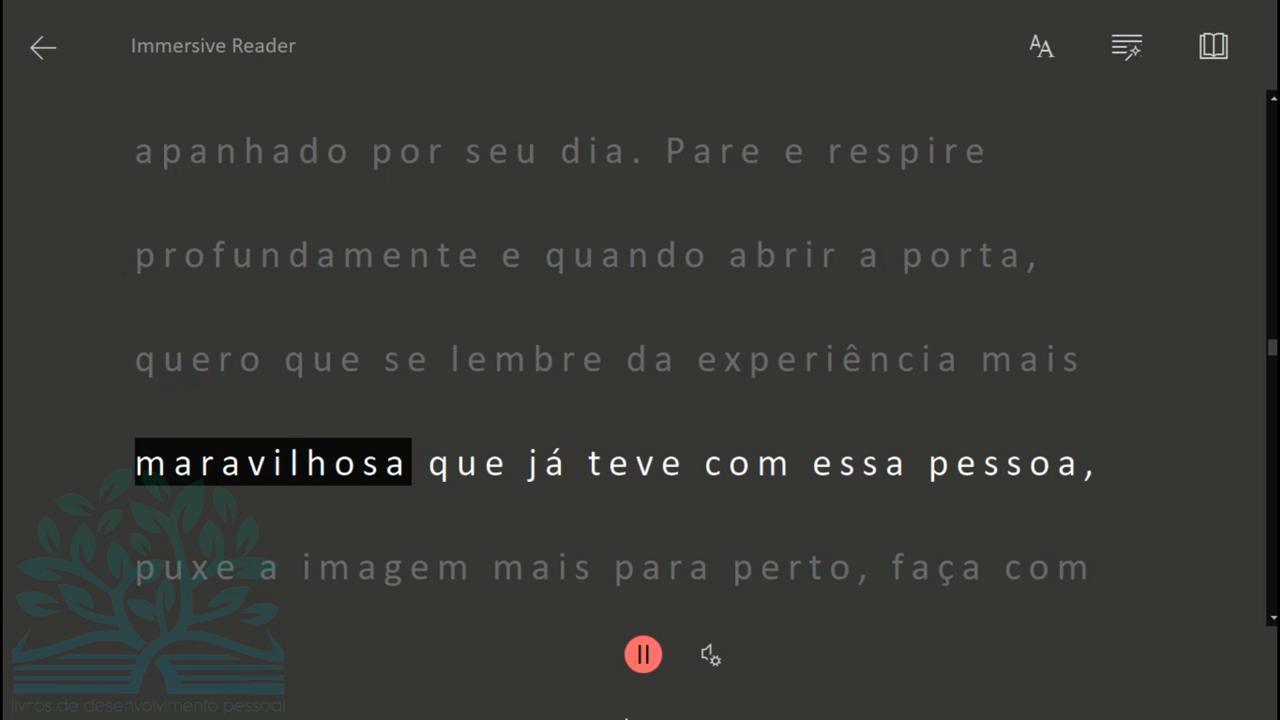 Immersive Reader
apanhado por seu dia. Pare e respire
profundamente e quando abrir a porta,
quero que se lembre da experiência mais
maravilhosa que já teve com essa pessoa,
puxe a imagem mais para perto, faça com
livros de desenvolvimento pessoal